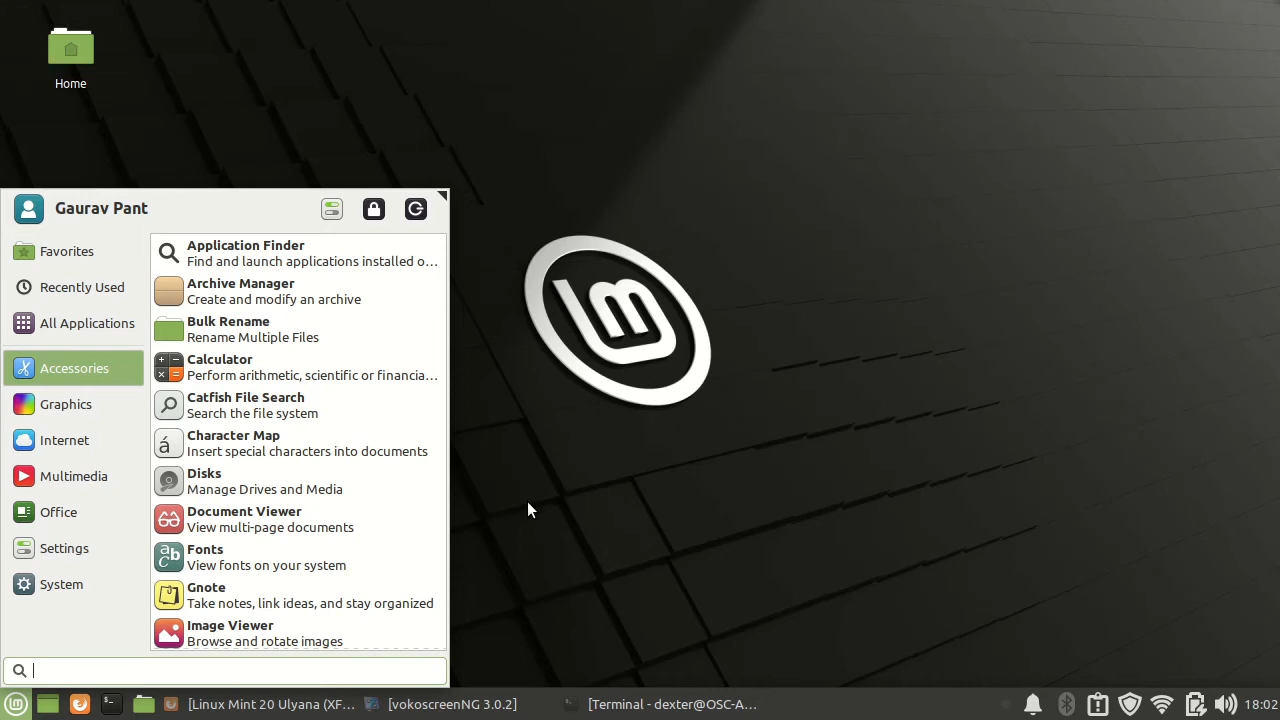 Home
Gaurav Pant
Favorites
Recently Used
All Applications
Accessories
Graphics
Internet
Multimedia
Office
Settings
System
Application Finder
Find and launch applications installed o...
Archive Manager
Create and modify an archive
Bulk Rename
Rename Multiple Files
Calculator
Perform arithmetic, scientific or financia...
Catfish File Search
Search the file system
Character Map
Insert special characters into documents
Disks
Manage Drives and Media
Document Viewer
View multi-page documents
Fonts
View fonts on your system
Gnote
Take notes, link ideas, and stay organized
Image Viewer
Browse and rotate images
[Linux Mint 20 Ulyana (XF... [vokoscreenNG 3.0.2] [Terminal - dexter@OSC-A... 18:02